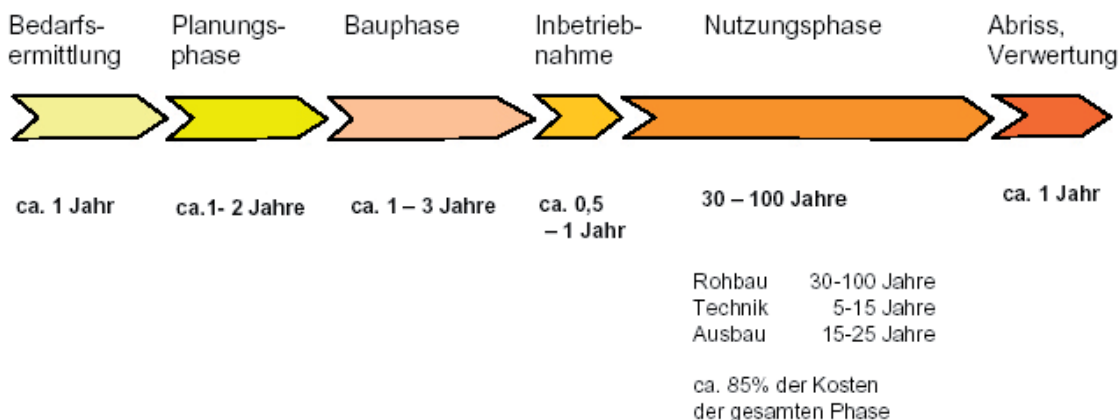 Bedarfs-
ermittlung
Planungs-
phase
Bauphase
Inbetrieb-
nahme
Nutzungsphase
Abriss,
Verwertung
ca. 1 Jahr
ca.1- 2 Jahre
ca. 1 – 3 Jahre
ca. 0,5
– 1 Jahr
30 – 100 Jahre
ca. 1 Jahr
Rohbau 30-100 Jahre
Technik 5-15 Jahre
Ausbau 15-25 Jahre
ca. 85% der Kosten
der gesamten Phase